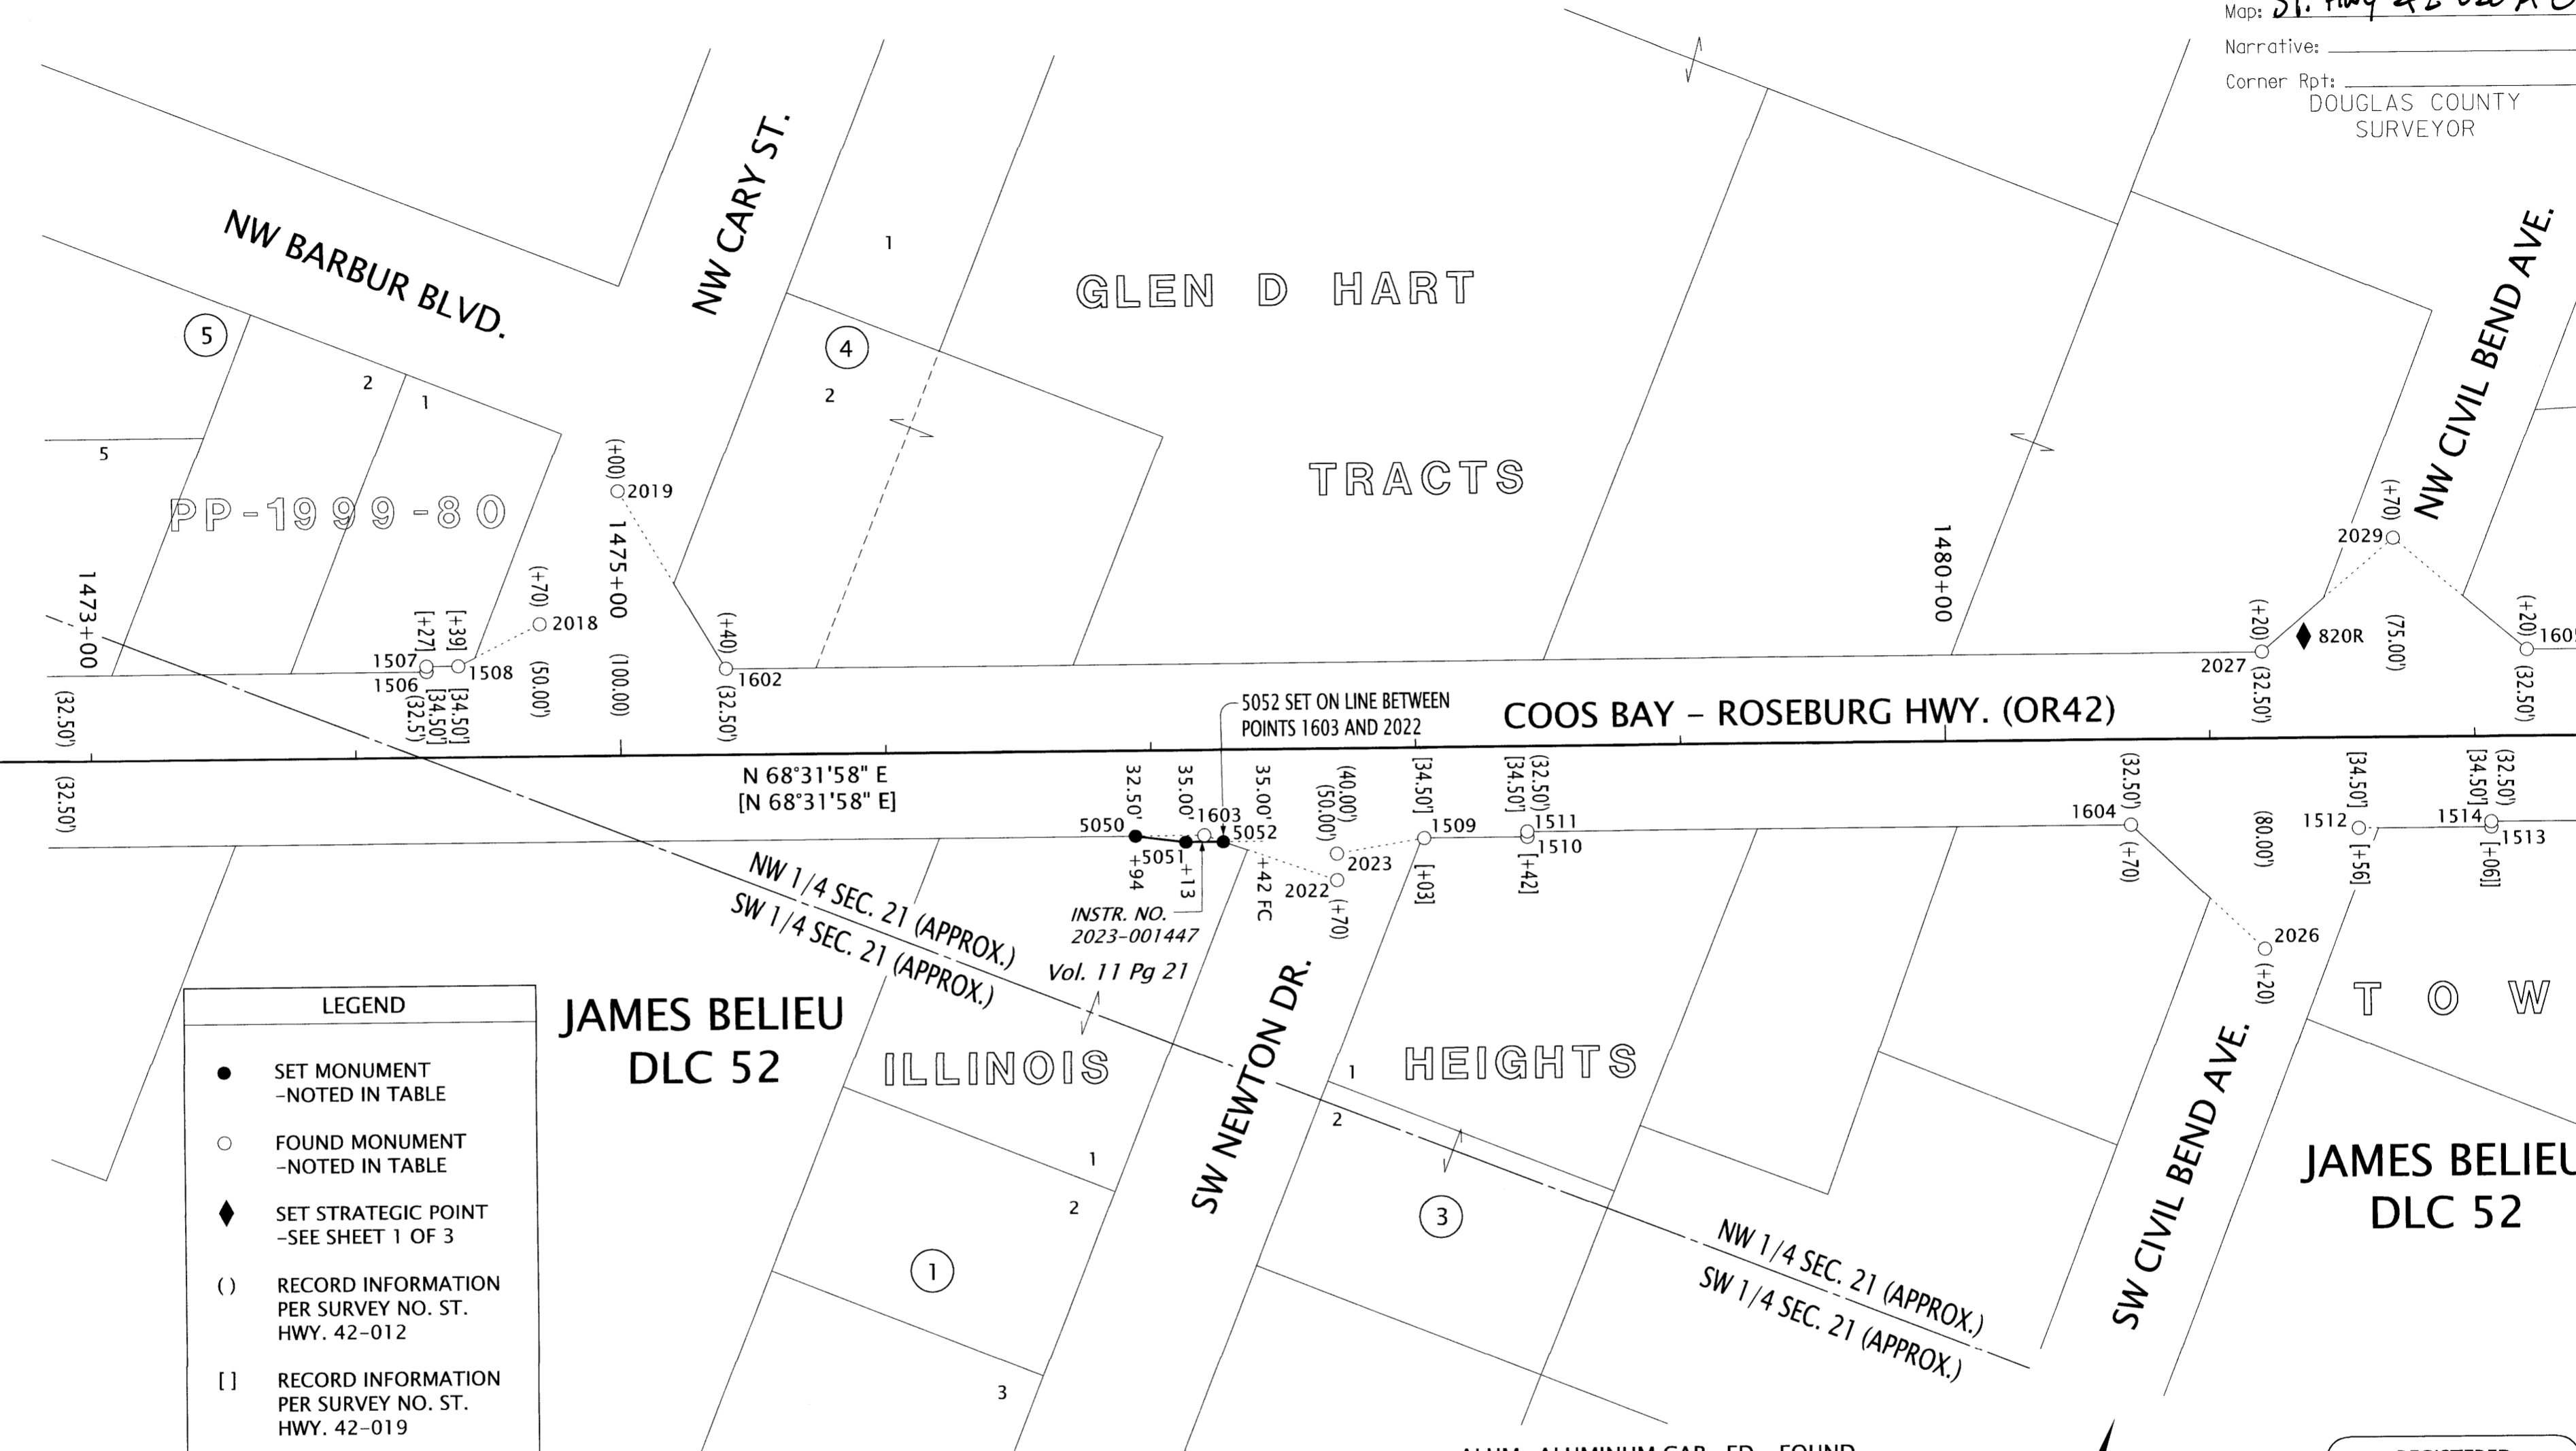 Map: St. Hwy 42-020
Narrative:
Corner Rpt:
DOUGLAS COUNTY
SURVEYOR
NW BARBUR BLVD.
NW CARY ST.
GLEN D HART
TRACTS
NW CIVIL BEND AVE.
1
4
2
5
2
1
5
PP-1999-80
(+00)
2019
1475+00
(100.00)
(+70)
2018
(50.00')
1473+00
(32.50')
(32.50')
[+27]
[+39]
1507
1508
1506
(32.5')
[34.50']
[34.50']
(+40)
1602
(32.50')
1480+00
(+70)
2029
(75.00')
(+20)
2027
(32.50')
820R
(+20)
(32.50')
5052 SET ON LINE BETWEEN
POINTS 1603 AND 2022
COOS BAY – ROSEBURG HWY. (OR42)
N 68°31'58" E
[N 68°31'58" E]
32.50'
35.00'
35.00'
(40.00')
(50.00')
[34.50']
[34.50']
(32.50')
5050
5051
1603
5052
+94
+13
+42 FC
2023
2022
(+70)
1509
[+03]
1511
1510
[+42]
(32.50')
1604
(+70)
(80.00')
2026
(+20)
[34.50']
1512
[+56]
[34.50']
(32.50')
1514
1513
[+06]]
NW 1/4 SEC. 21 (APPROX.)
SW 1/4 SEC. 21 (APPROX.)
INSTR. NO.
2023-001447
Vol. 11 Pg 21
JAMES BELIEU
DLC 52
ILLINOIS
HEIGHTS
SW NEWTON DR.
SW CIVIL BEND AVE.
T O W
JAMES BELIEU
DLC 52
1
2
1
2
3
1
3
NW 1/4 SEC. 21 (APPROX.)
SW 1/4 SEC. 21 (APPROX.)
LEGEND
SET MONUMENT
-NOTED IN TABLE
FOUND MONUMENT
-NOTED IN TABLE
SET STRATEGIC POINT
-SEE SHEET 1 OF 3
( ) RECORD INFORMATION
PER SURVEY NO. ST.
HWY. 42-012
[ ] RECORD INFORMATION
PER SURVEY NO. ST.
HWY. 42-019